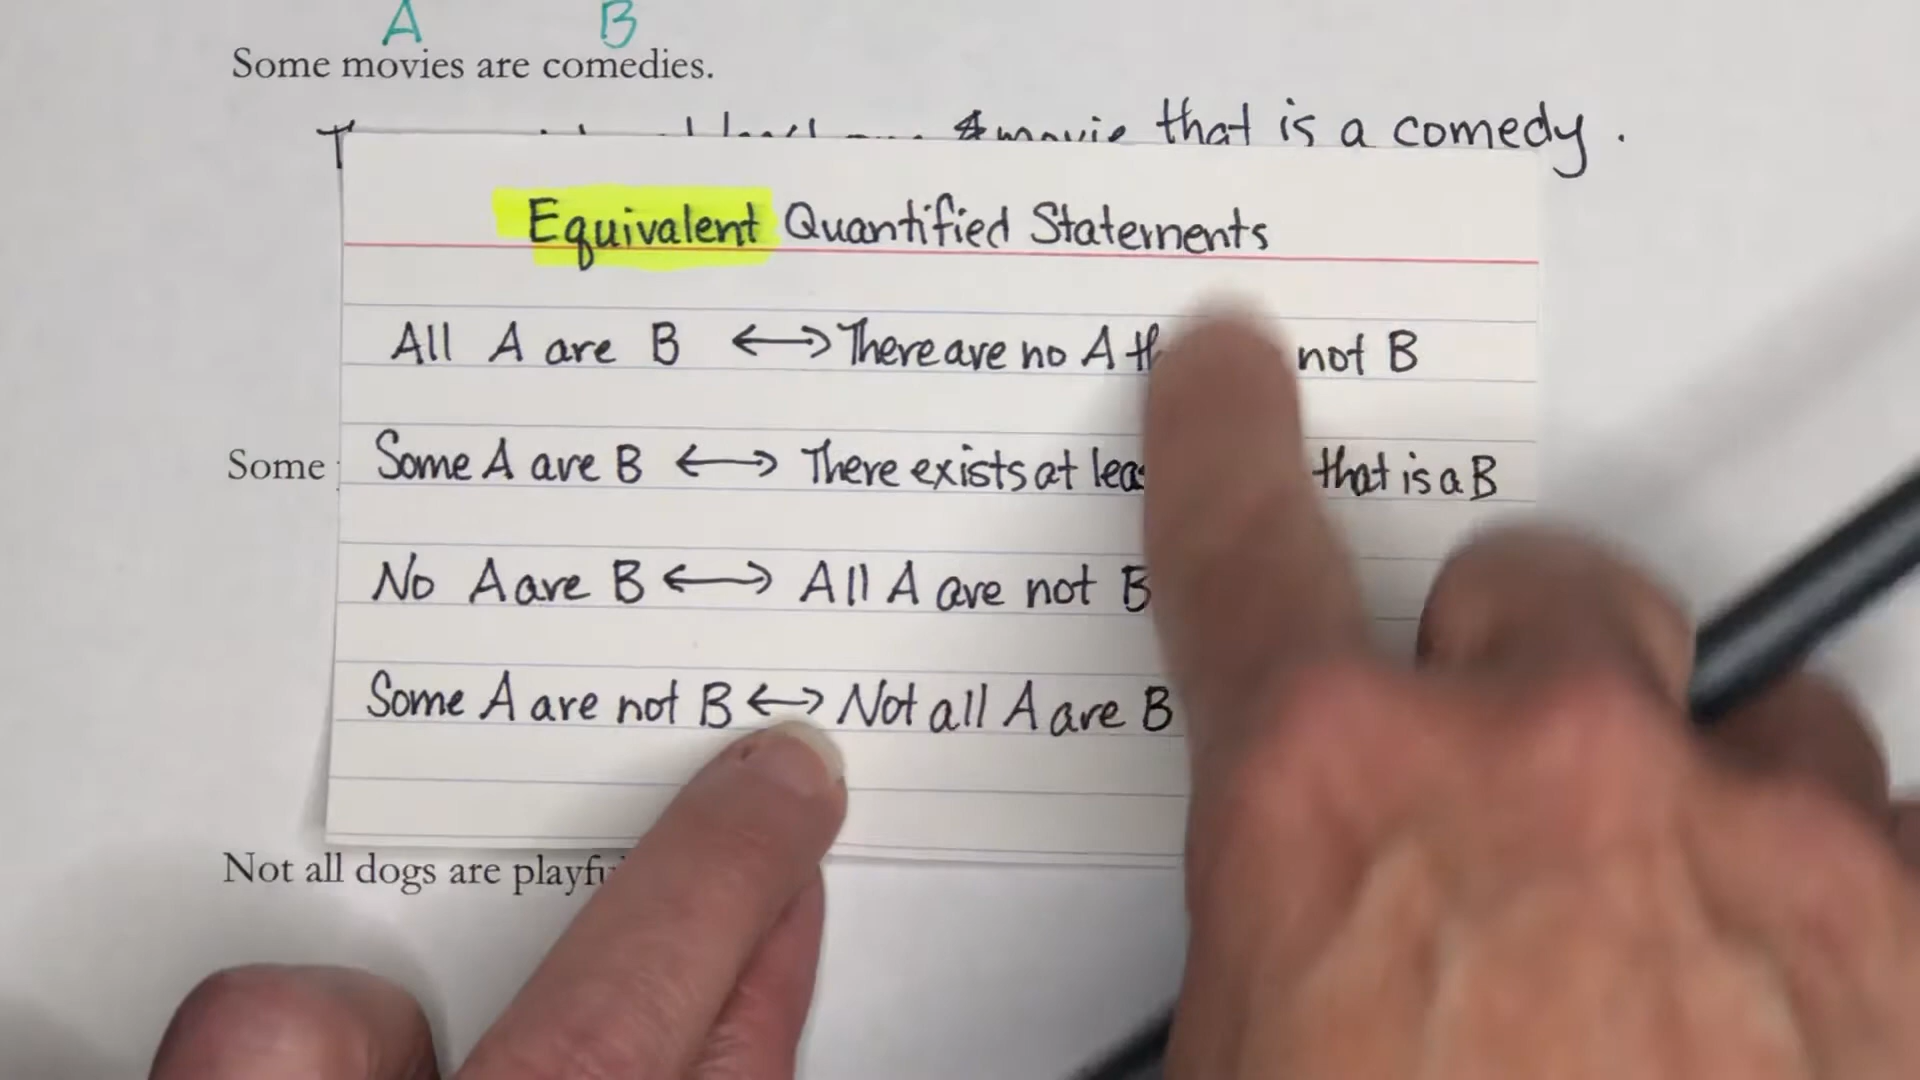 A B
Some movies are comedies.
movie that is a comedy.
Equivalent Quantified Statements
All A are B ↔ There are no A not B
Some A are B ↔ There exists at that is a B
Some
No A are B ↔ All A are not B
Some A are not B ↔ Not all A are B
Not all dogs are